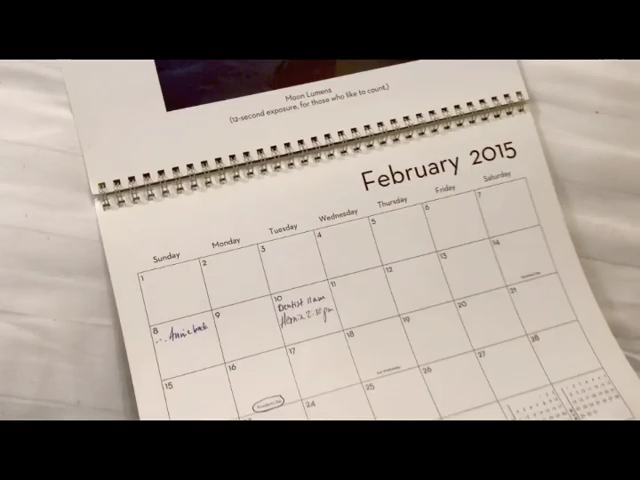 Moon Lumens
(12-second exposure, for those who like to count.)
February 2015
Sunday Monday Tuesday Wednesday Thursday Friday Saturday
1 2 3 4 5 6 7
8 9 10 11 12 13 14
Dentist 11am
2:30pm
15 16 17 18 19 20 21
24 25 26 27 28